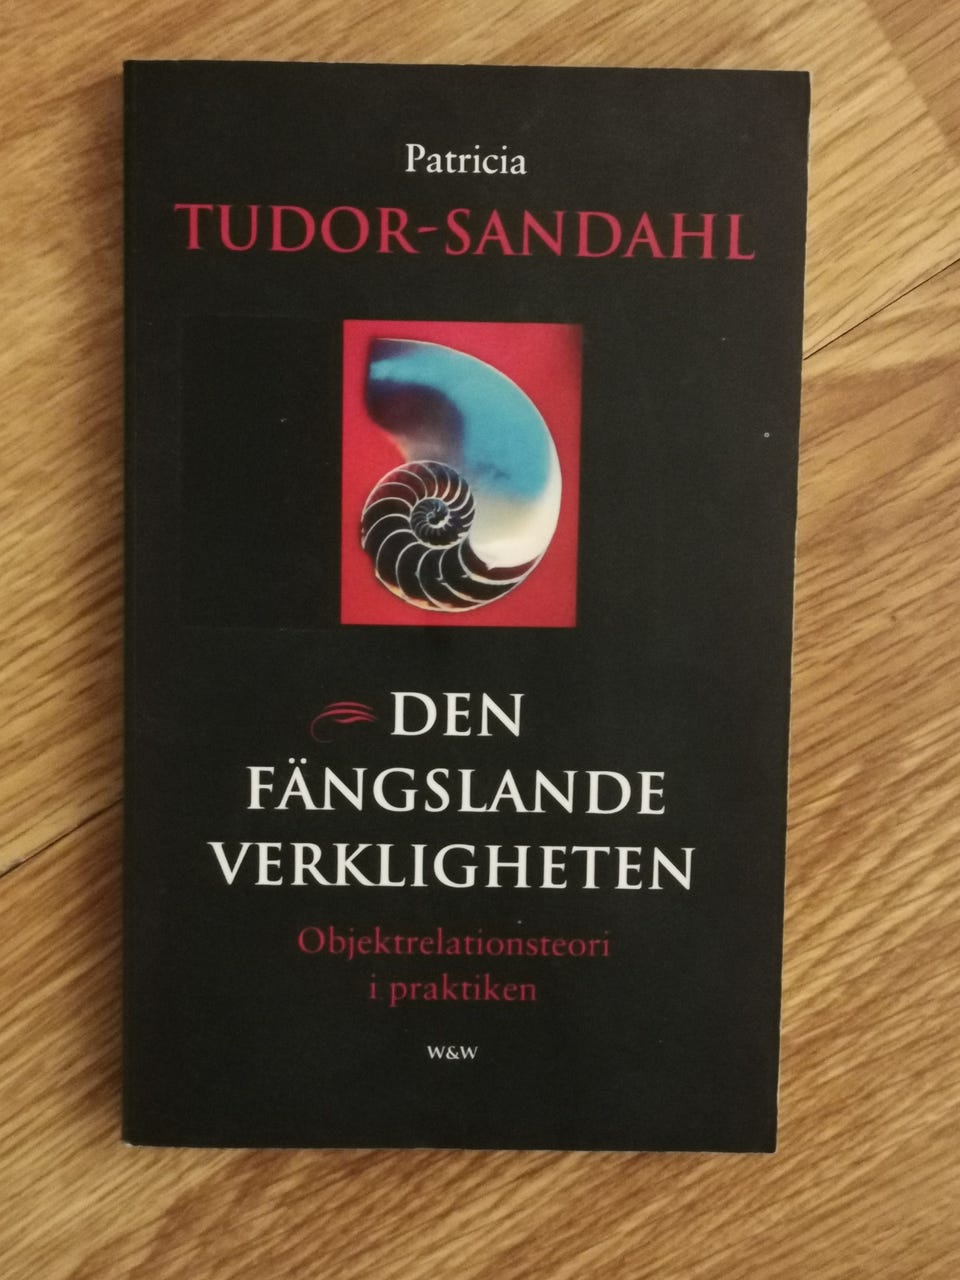 Patricia
TUDOR-SANDAHL
DEN
FÄNGSLANDE
VERKLIGHETEN
Objektrelationsteori
i praktiken
W&W